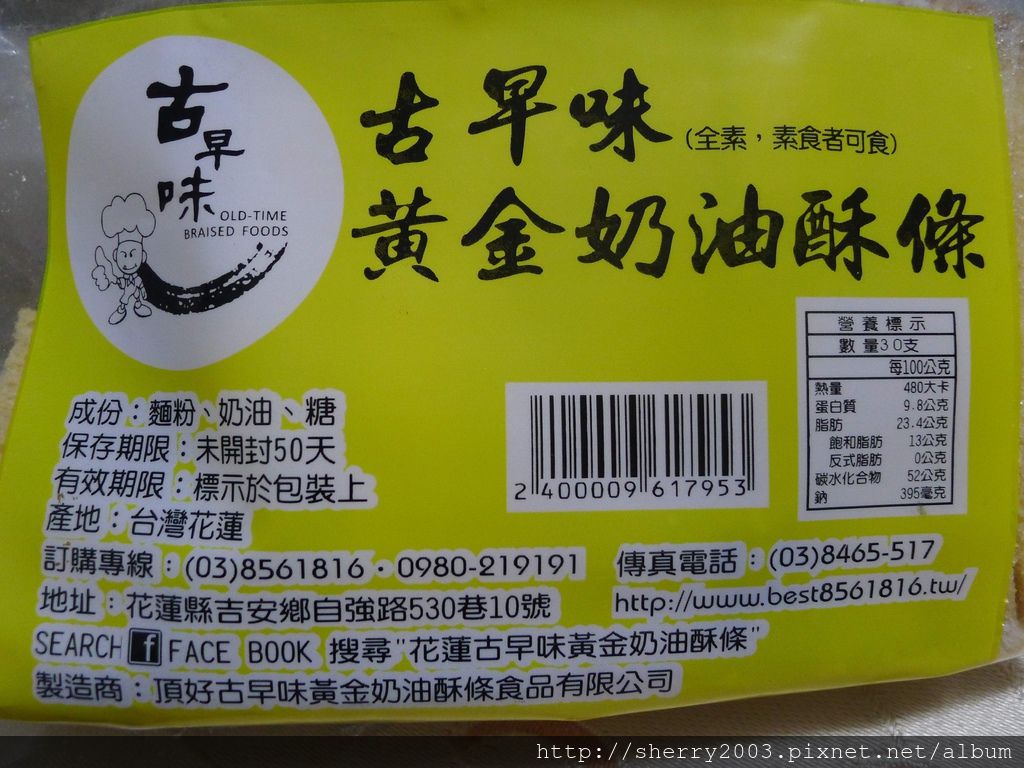 古早味
OLD-TIME
BRAISED FOODS
古早味(全素，素食者可食)
黃金奶油酥條
營養標示
數量30支
每100公克
熱量 480大卡
蛋白質 9.8公克
脂肪 23.4公克
飽和脂肪 13公克
反式脂肪 0公克
碳水化合物 52公克
鈉 395毫克
2 400009 617953
成份：麵粉、奶油、糖
保存期限：未開封50天
有效期限：標示於包裝上
產地：台灣花蓮
訂購專線：(03)8561816・0980-219191 傳真電話：(03)8465-517
地址：花蓮縣吉安鄉自強路530巷10號 http://www.best8561816.tw/
SEARCH f FACE BOOK 搜尋"花蓮古早味黃金奶油酥條"
製造商：頂好古早味黃金奶油酥條食品有限公司
http://sherry2003.pixnet.net/album